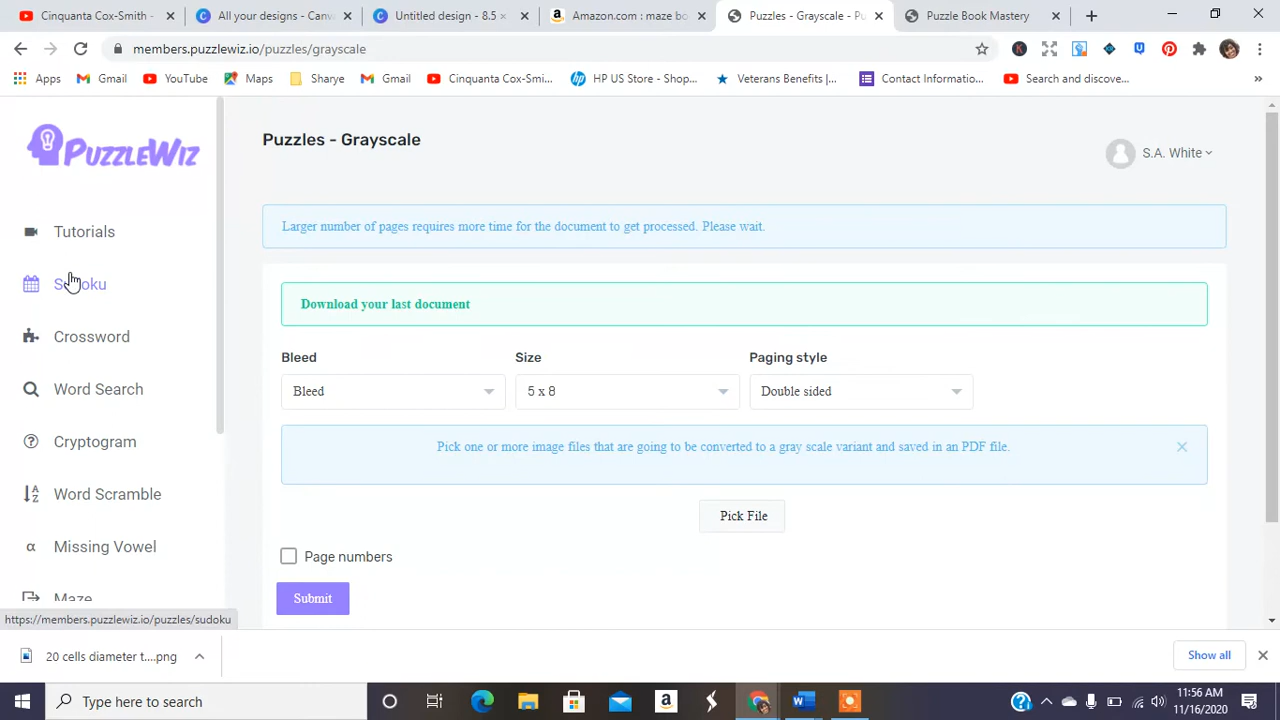 Cinquanta Cox-Smith -
All your designs - Canv
Untitled design - 8.5 ×
Amazon.com : maze bo
Puzzles - Grayscale - Pu
Puzzle Book Mastery
members.puzzlewiz.io/puzzles/grayscale
Apps
Gmail
YouTube
Maps
Sharye
Gmail
Cinquanta Cox-Smi...
HP US Store - Shop...
Veterans Benefits |...
Contact Informatio...
Search and discove...
PUZZLEWIZ
Puzzles - Grayscale
S.A. White
Larger number of pages requires more time for the document to get processed. Please wait.
Tutorials
Sudoku
Crossword
Word Search
Cryptogram
Word Scramble
Missing Vowel
Maze
Download your last document
Bleed
Size
Paging style
Bleed
5 x 8
Double sided
Pick one or more image files that are going to be converted to a gray scale variant and saved in an PDF file.
Pick File
Page numbers
Submit
https://members.puzzlewiz.io/puzzles/sudoku
20 cells diameter t....png
Show all
Type here to search
11:56 AM
11/16/2020